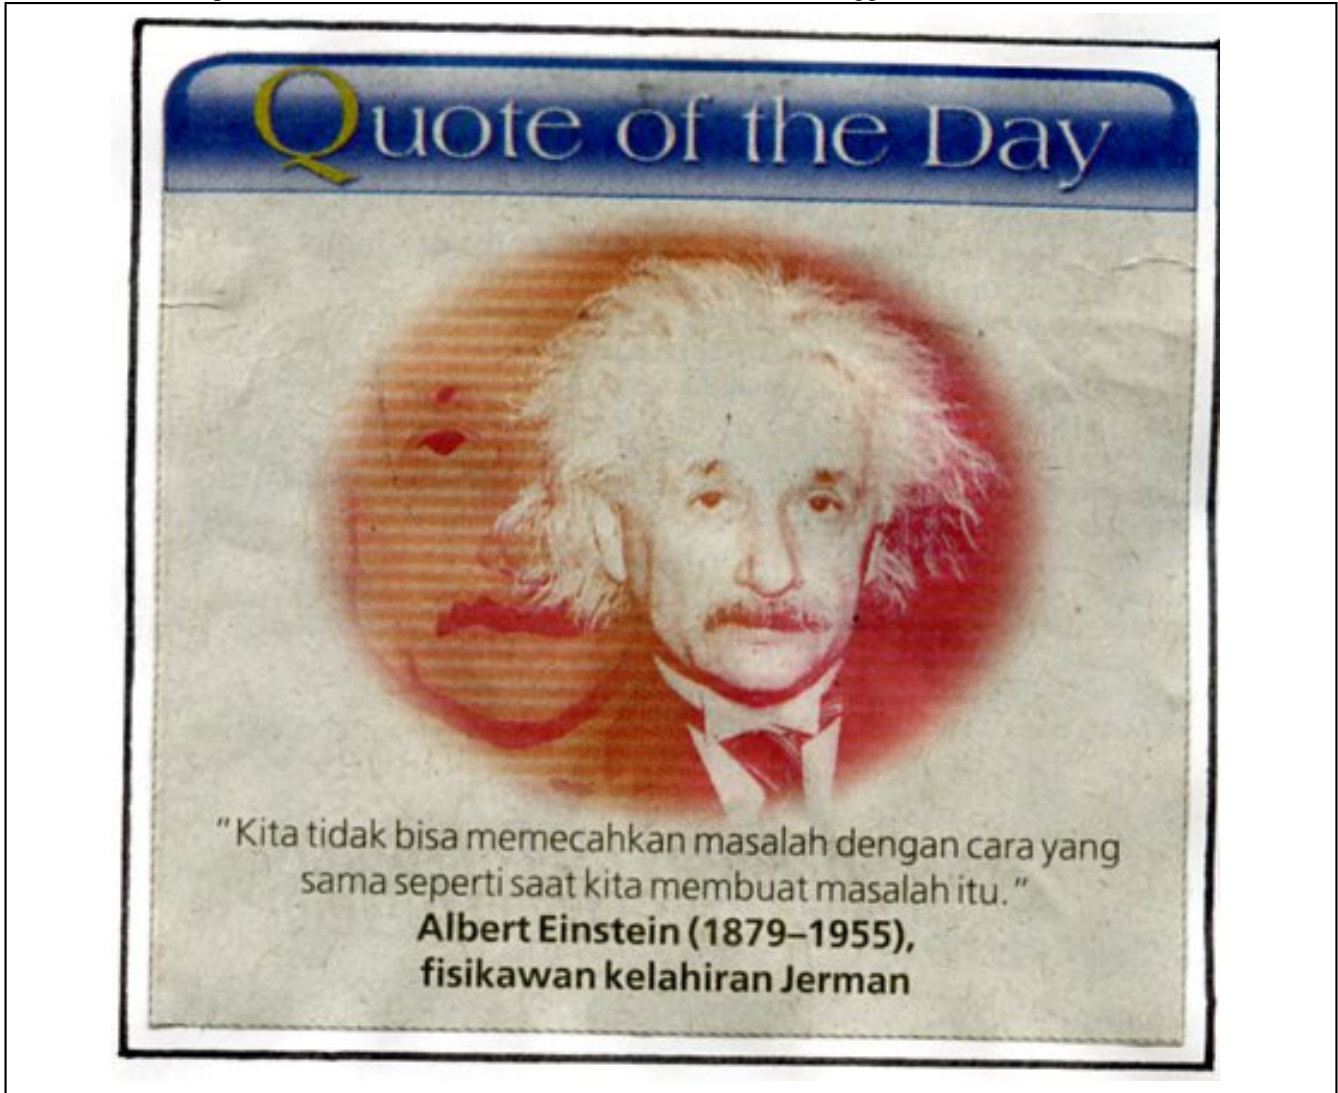 Quote of the Day
"Kita tidak bisa memecahkan masalah dengan cara yang
sama seperti saat kita membuat masalah itu."
Albert Einstein (1879–1955),
fisikawan kelahiran Jerman